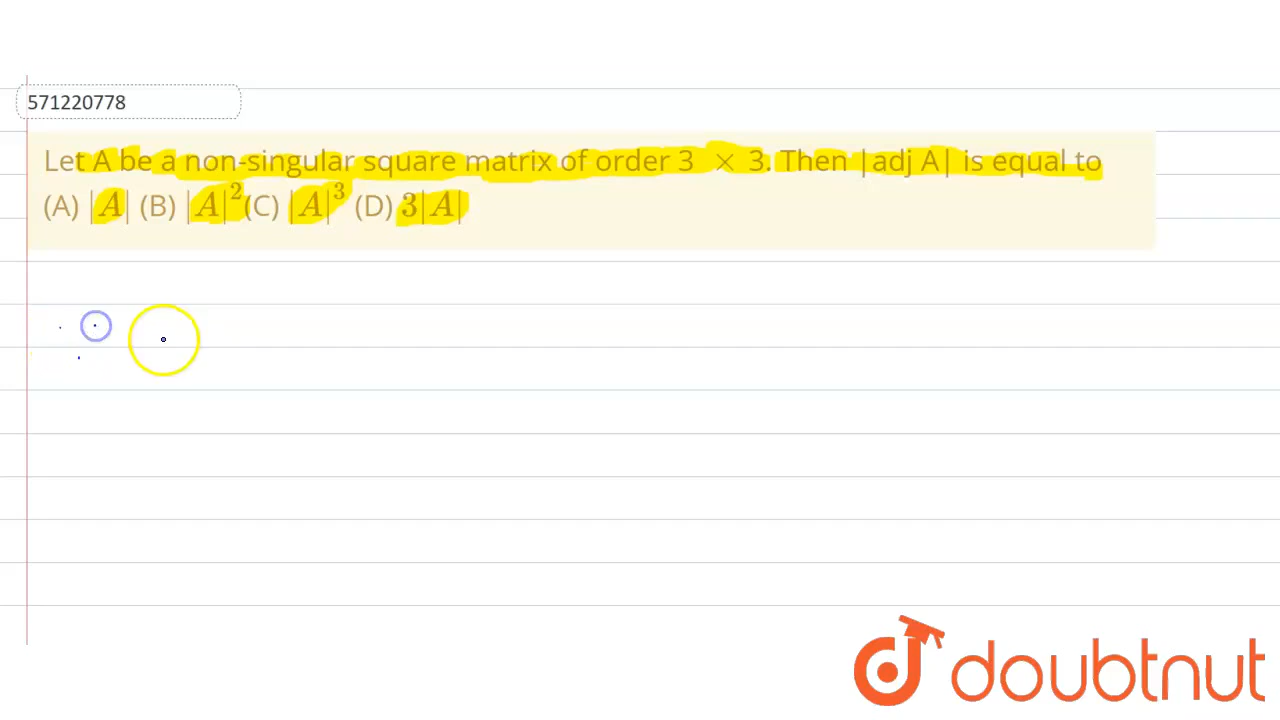 571220778
Let A be a non-singular square matrix of order 3 × 3. Then |adj A| is equal to
(A) |A| (B) |A|² (C) |A|³ (D) 3|A|
doubtnut